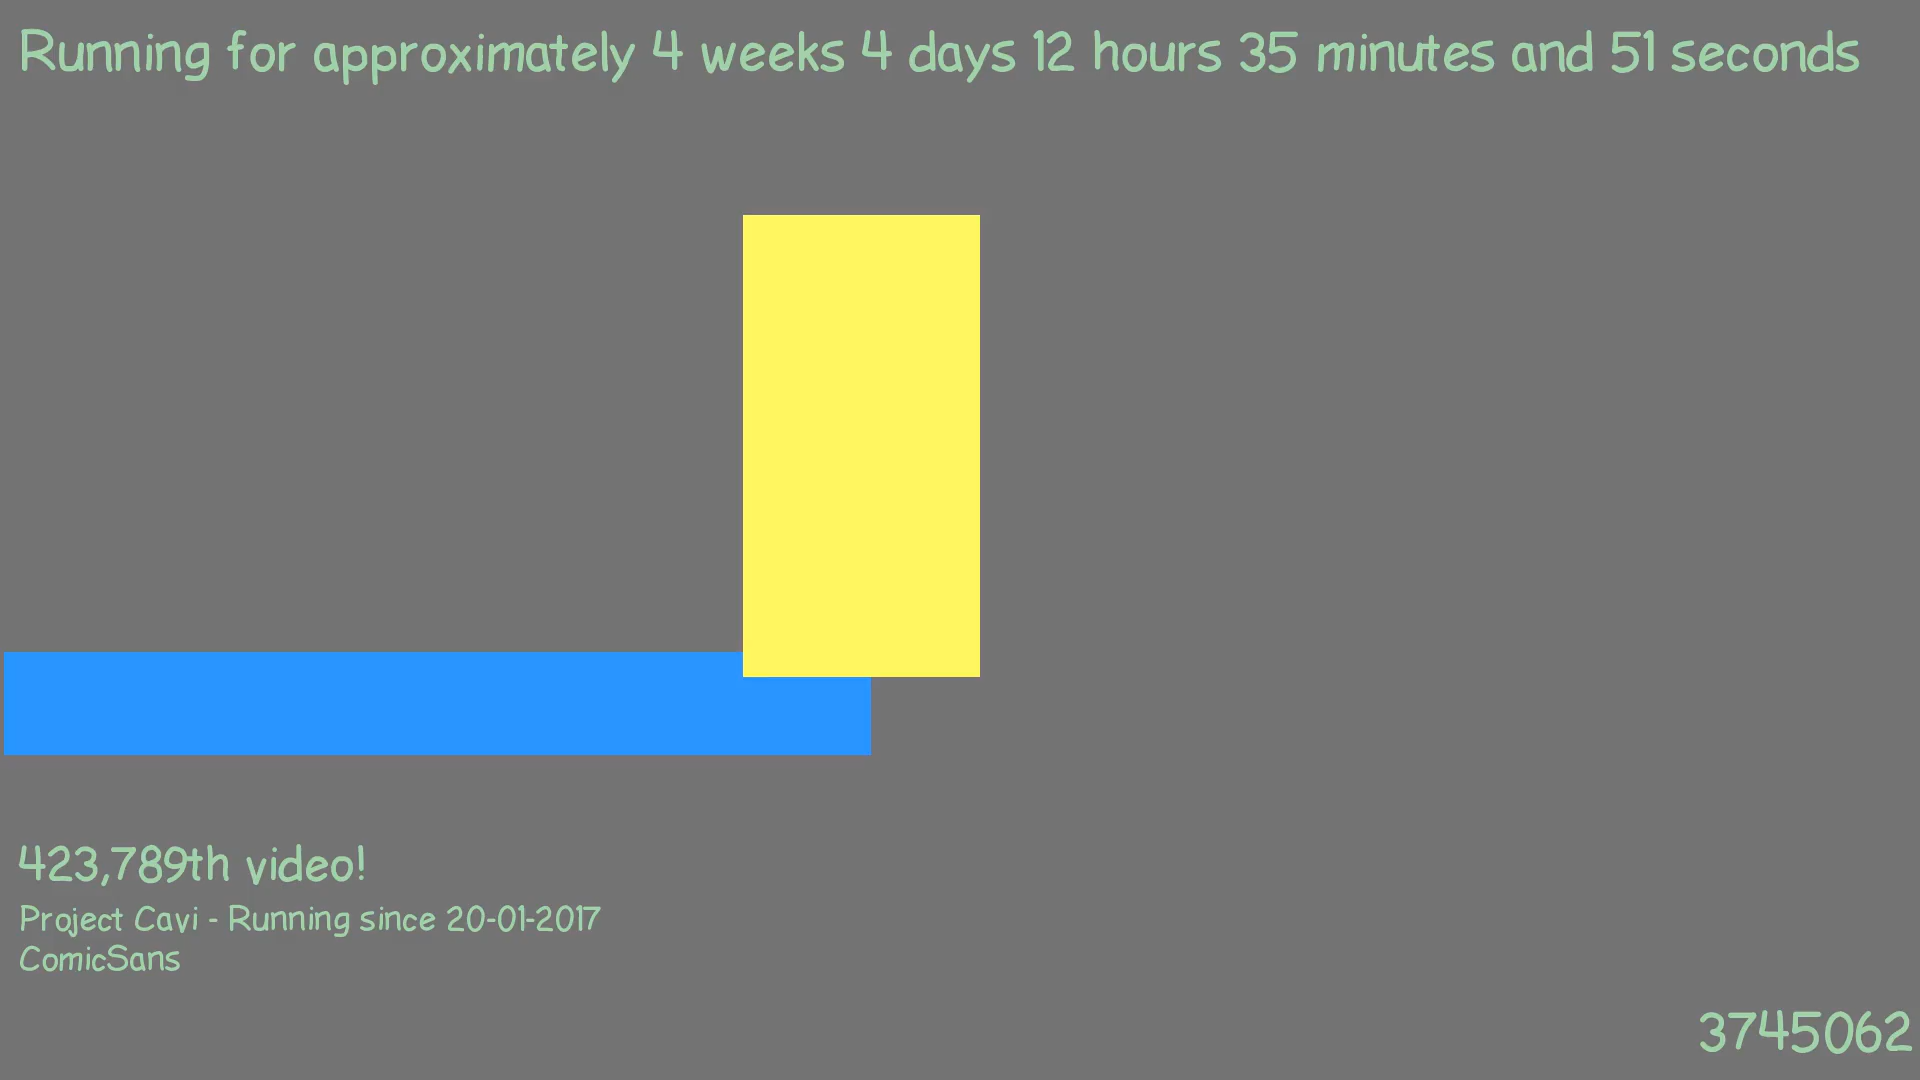 Running for approximately 4 weeks 4 days 12 hours 35 minutes and 51 seconds
423,789th video!
Project Cavi - Running since 20-01-2017
ComicSans
3745062